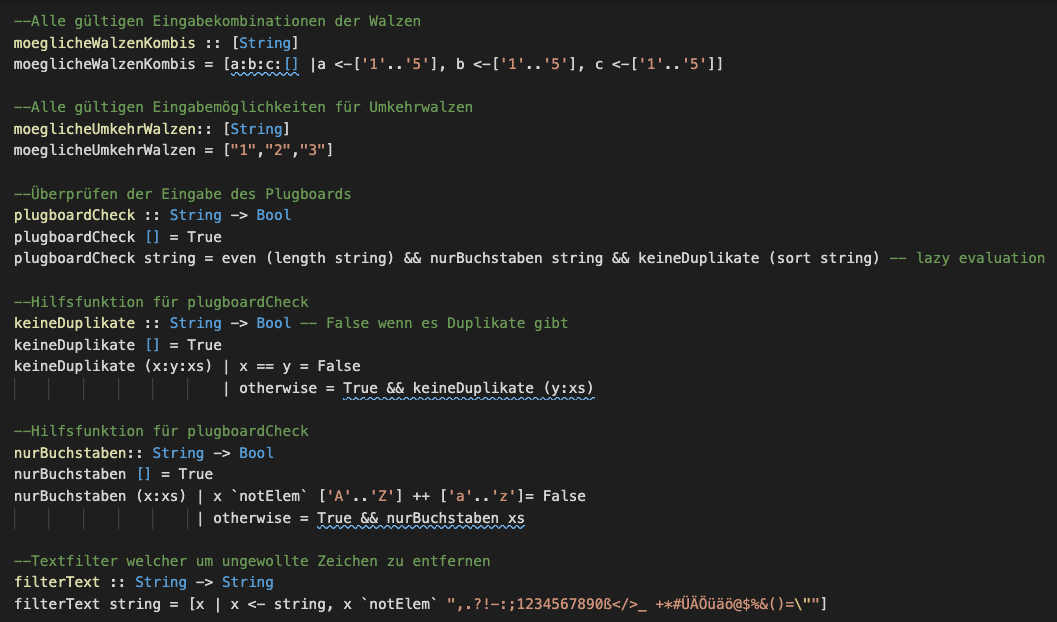 --Alle gültigen Eingabekombinationen der Walzen
moeglicheWalzenKombis :: [String]
moeglicheWalzenKombis = [a:b:c:[] |a <-['1'..'5'], b <-['1'..'5'], c <-['1'..'5']]
--Alle gültigen Eingabemöglichkeiten für Umkehrwalzen
moeglicheUmkehrWalzen:: [String]
moeglicheUmkehrWalzen = ["1","2","3"]
--Überprüfen der Eingabe des Plugboards
plugboardCheck :: String -> Bool
plugboardCheck [] = True
plugboardCheck string = even (length string) && nurBuchstaben string && keineDuplikate (sort string) -- lazy evaluation
--Hilfsfunktion für plugboardCheck
keineDuplikate :: String -> Bool -- False wenn es Duplikate gibt
keineDuplikate [] = True
keineDuplikate (x:y:xs) | x == y = False
| otherwise = True && keineDuplikate (y:xs)
--Hilfsfunktion für plugboardCheck
nurBuchstaben:: String -> Bool
nurBuchstaben [] = True
nurBuchstaben (x:xs) | x `notElem` ['A'..'Z'] ++ ['a'..'z']= False
| otherwise = True && nurBuchstaben xs
--Textfilter welcher um ungewollte Zeichen zu entfernen
filterText :: String -> String
filterText string = [x | x <- string, x `notElem` ",.?!-:;1234567890ß</>_ +*#ÜÄÖüäö@$%&()=\""]